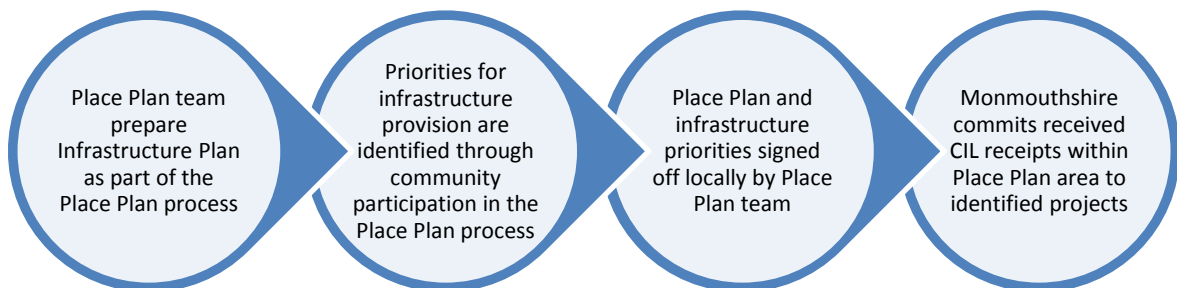 Place Plan team
prepare
Infrastructure Plan
as part of the
Place Plan process
Priorities for
infrastructure
provision are
identified through
community
participation in the
Place Plan process
Place Plan and
infrastructure
priorities signed
off locally by Place
Plan team
Monmouthshire
commits received
CIL receipts within
Place Plan area to
identified projects